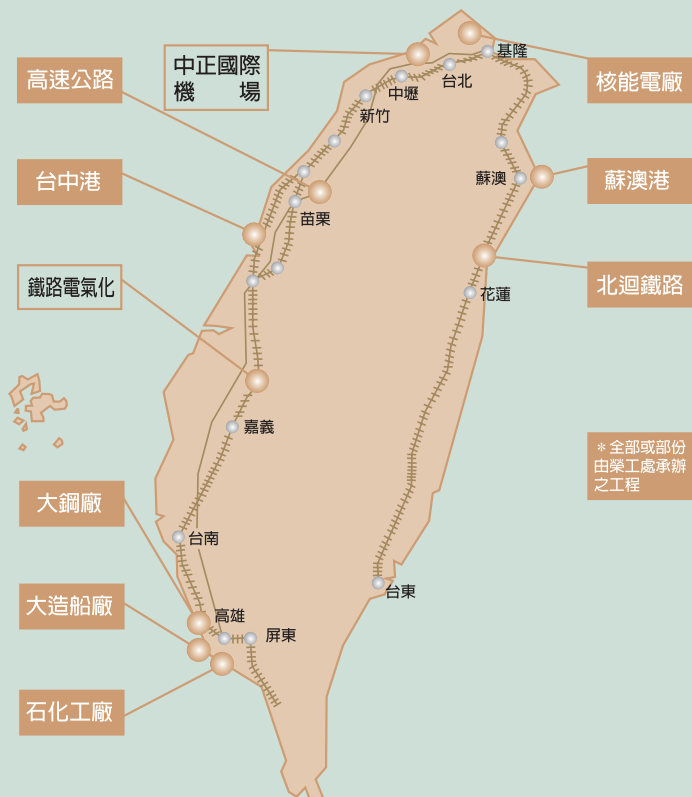 高速公路
中正國際
機場
基隆
台北
中壢
新竹
核能電廠
台中港
蘇澳
蘇澳港
苗栗
鐵路電氣化
花蓮
北迴鐵路
嘉義
＊全部或部份
由榮工處承辦
之工程
大鋼廠
台南
大造船廠
台東
高雄
屏東
石化工廠